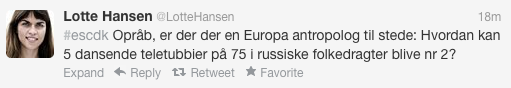 Lotte Hansen @LotteHansen 18m
#escdk Opråb, er der der en Europa antropolog til stede: Hvordan kan
5 dansende teletubbier på 75 i russiske folkedragter blive nr 2?
Expand Reply Retweet Favorite